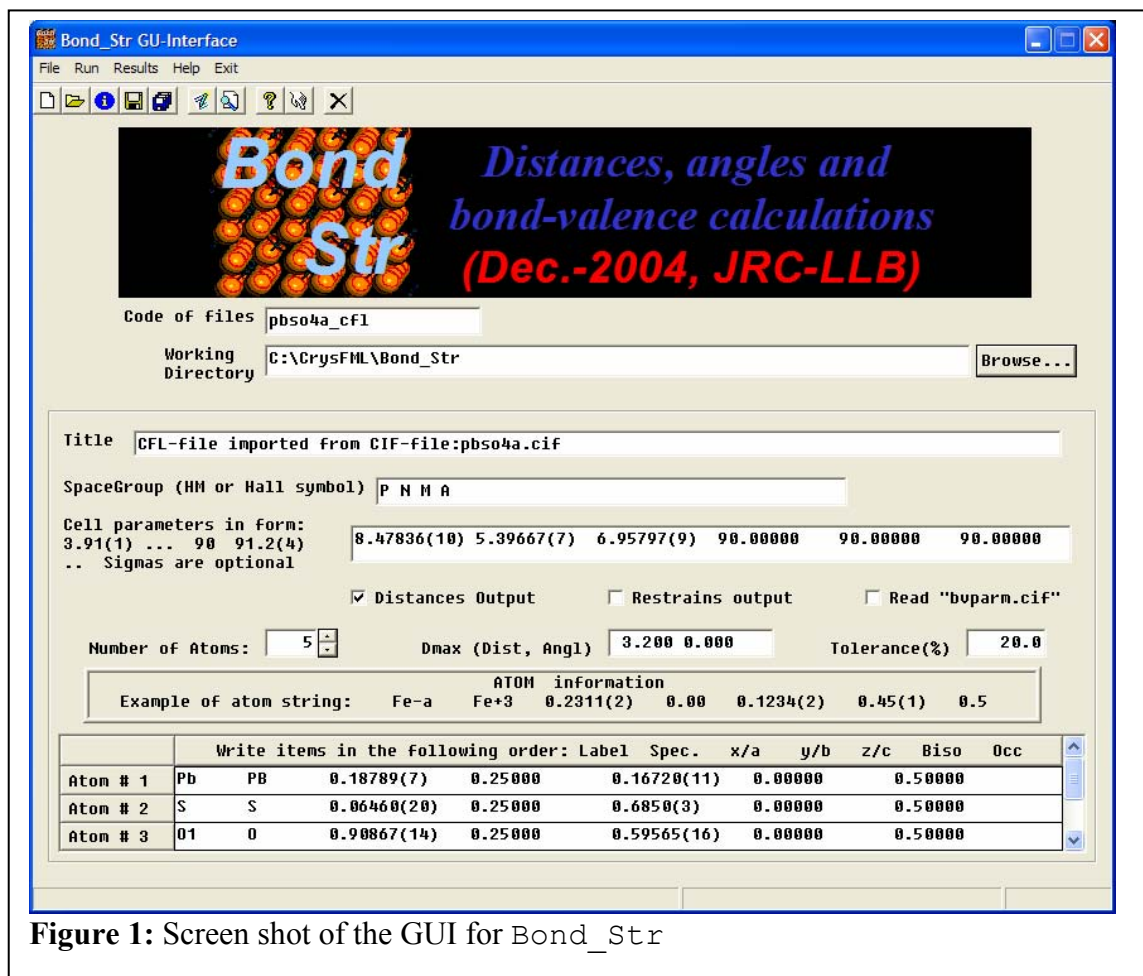 Bond_Str GU-Interface
File Run Results Help Exit
Bond
Str
Distances, angles and
bond-valence calculations
(Dec.-2004, JRC-LLB)
Code of files pbso4a_cfl
Working Directory C:\CrysFML\Bond_Str Browse...
Title CFL-file imported from CIF-file:pbso4a.cif
SpaceGroup (HM or Hall symbol) P N M A
Cell parameters in form:
3.91(1) ... 90 91.2(4)
.. Sigmas are optional
8.47836(10) 5.39667(7) 6.95797(9) 90.00000 90.00000 90.00000
Distances Output Restrains output Read "bvparm.cif"
Number of Atoms: 5 Dmax (Dist, Angl) 3.200 0.000 Tolerance(%) 20.0
ATOM information
Example of atom string: Fe-a Fe+3 0.2311(2) 0.00 0.1234(2) 0.45(1) 0.5
Write items in the following order: Label Spec. x/a y/b z/c Biso Occ
Atom # 1 Pb PB 0.18789(7) 0.25000 0.16720(11) 0.00000 0.50000
Atom # 2 S S 0.06460(20) 0.25000 0.6850(3) 0.00000 0.50000
Atom # 3 O1 O 0.90867(14) 0.25000 0.59565(16) 0.00000 0.50000
Figure 1: Screen shot of the GUI for Bond_Str